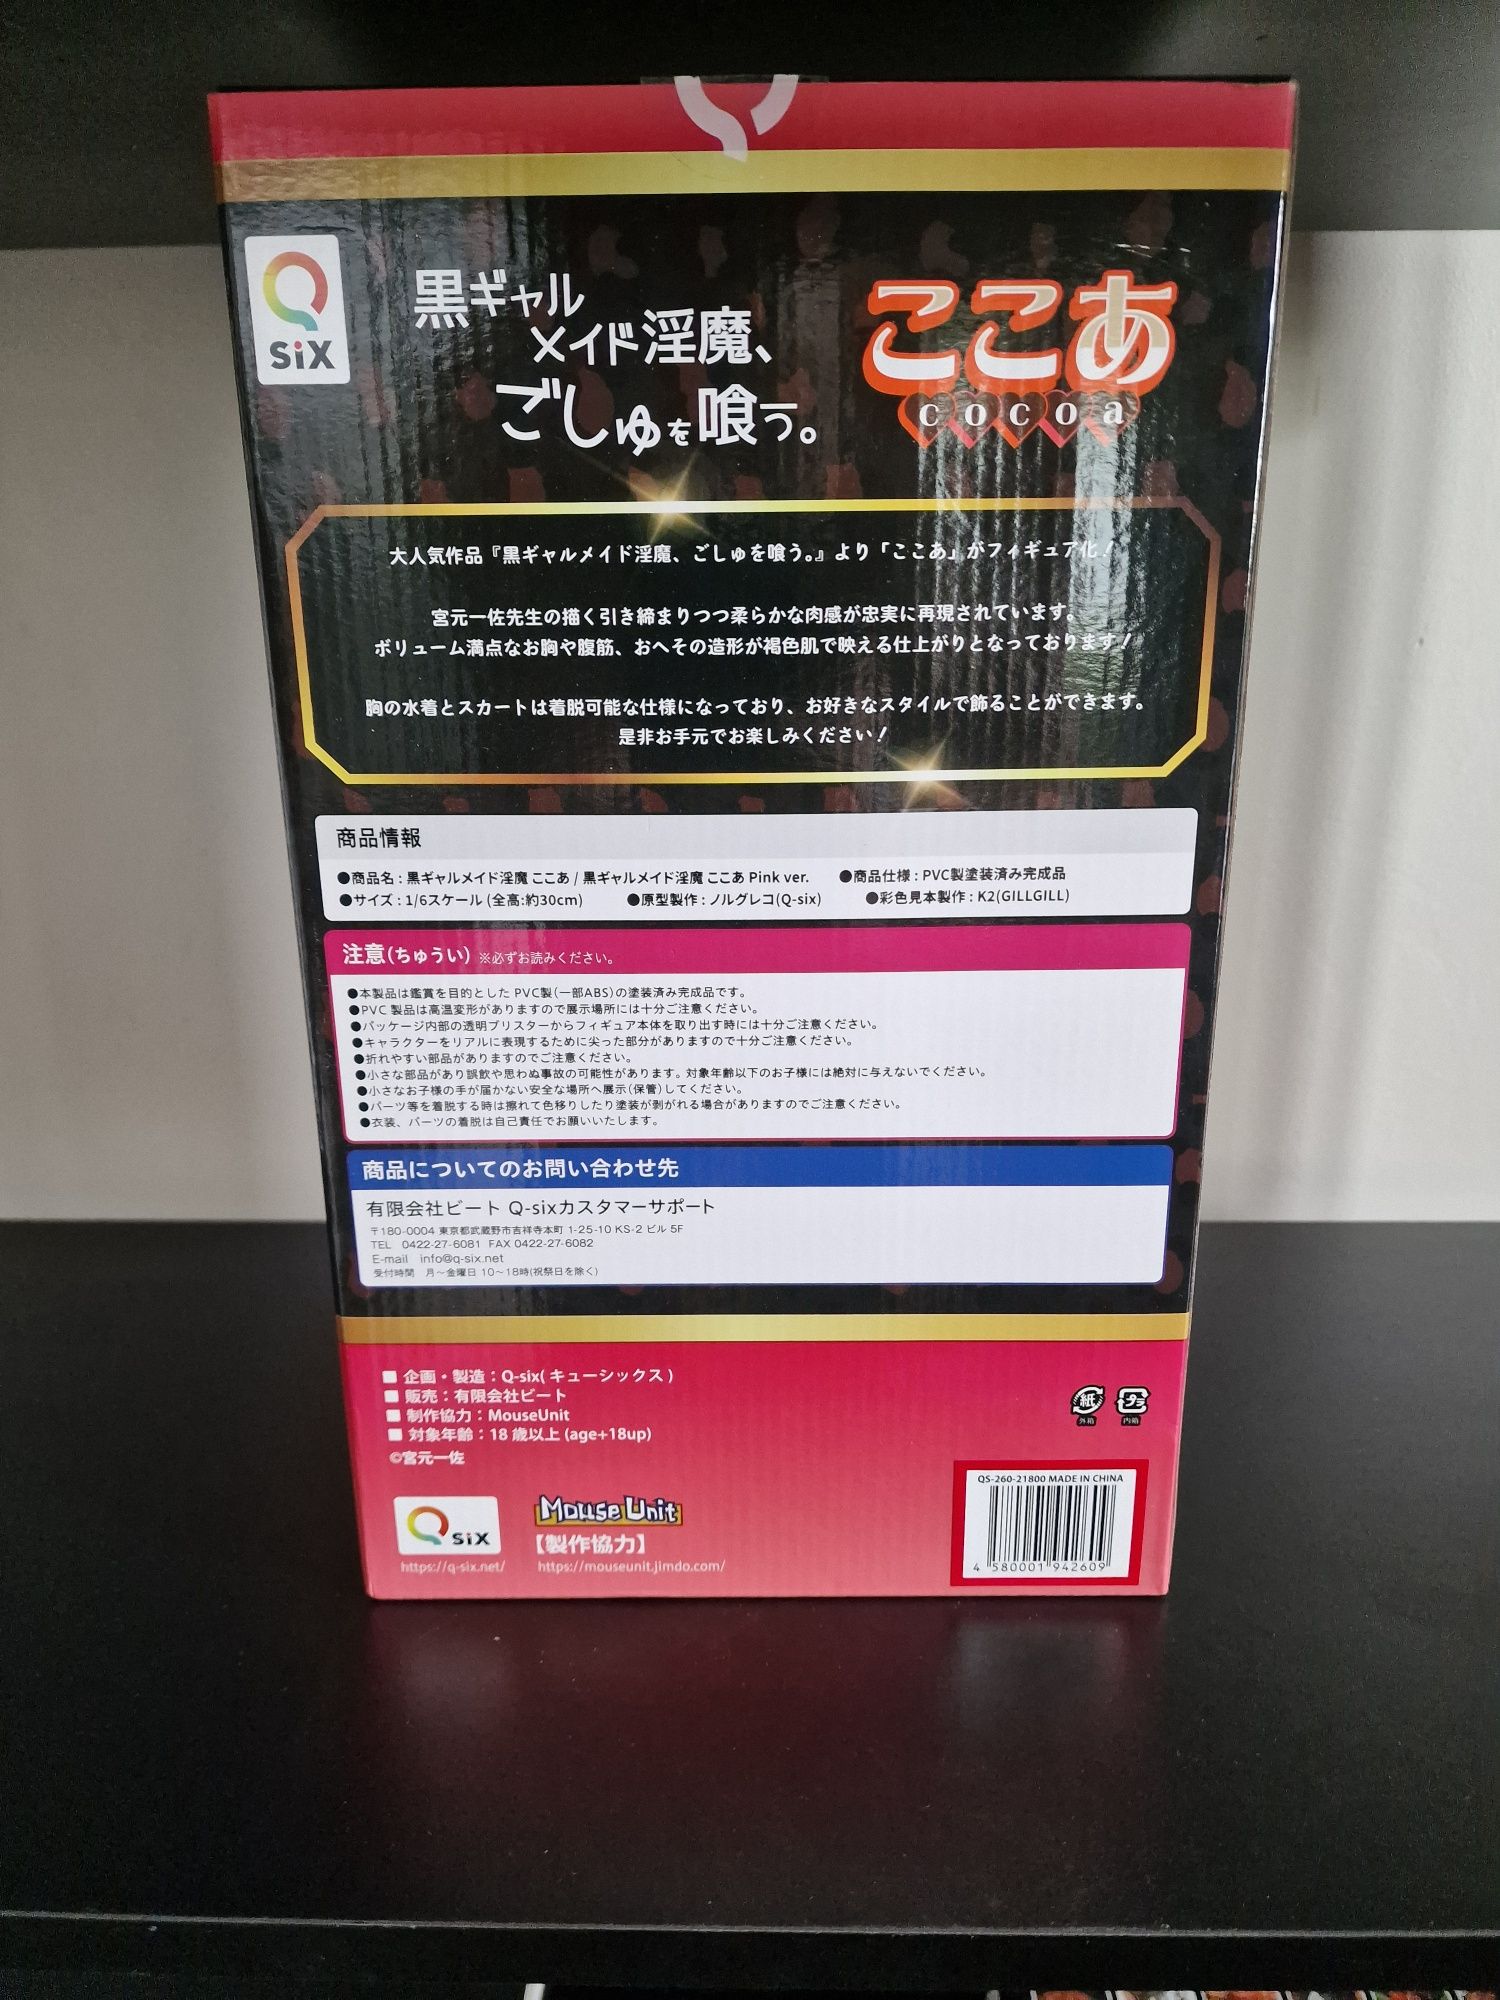 Q
SiX
黒ギャル
メイド淫魔、
ごしゅを喰う。
ここあ
cocoa
大人気作品『黒ギャルメイド淫魔、ごしゅを喰う。』より「ここあ」がフィギュア化！
宮元一佐先生の描く引き締まりつつ柔らかな肉感が忠実に再現されています。
ボリューム満点なお胸や腹筋、おへその造形が褐色肌で映える仕上がりとなっております！
胸の水着とスカートは着脱可能な仕様になっており、お好きなスタイルで飾ることができます。
是非お手元でお楽しみください！
商品情報
●商品名 : 黒ギャルメイド淫魔 ここあ / 黒ギャルメイド淫魔 ここあ Pink ver. ●商品仕様 : PVC製塗装済み完成品
●サイズ : 1/6スケール (全高:約30cm) ●原型製作 : ノルグレコ(Q-six) ●彩色見本製作 : K2(GILLGILL)
注意(ちゅうい) ※必ずお読みください。
●本製品は鑑賞を目的とした PVC製(一部ABS)の塗装済み完成品です。
●PVC 製品は高温変形がありますので展示場所には十分ご注意ください。
●パッケージ内部の透明ブリスターからフィギュア本体を取り出す時には十分ご注意ください。
●キャラクターをリアルに表現するために尖った部分がありますので十分ご注意ください。
●折れやすい部品がありますのでご注意ください。
●小さな部品があり誤飲や思わぬ事故の可能性があります。対象年齢以下のお子様には絶対に与えないでください。
●小さなお子様の手が届かない安全な場所へ展示(保管)してください。
●パーツ等を着脱する時は擦れて色移りしたり塗装が剥がれる場合がありますのでご注意ください。
●衣装、パーツの着脱は自己責任でお願いいたします。
商品についてのお問い合わせ先
有限会社ビート Q-sixカスタマーサポート
〒180-0004 東京都武蔵野市吉祥寺本町 1-25-10 KS-2 ビル 5F
TEL 0422-27-6081 FAX 0422-27-6082
E-mail info@q-six.net
受付時間 月～金曜日 10～18時(祝祭日を除く)
■ 企画・製造：Q-six( キューシックス )
■ 販売：有限会社ビート
■ 制作協力：MouseUnit
■ 対象年齢：18 歳以上 (age+18up)
©宮元一佐
紙 プラ
外箱 内箱
QS-260-21800 MADE IN CHINA
4 580001 942609
Q SiX
https://q-six.net/
Mouse Unit
【製作協力】
https://mouseunit.jimdo.com/